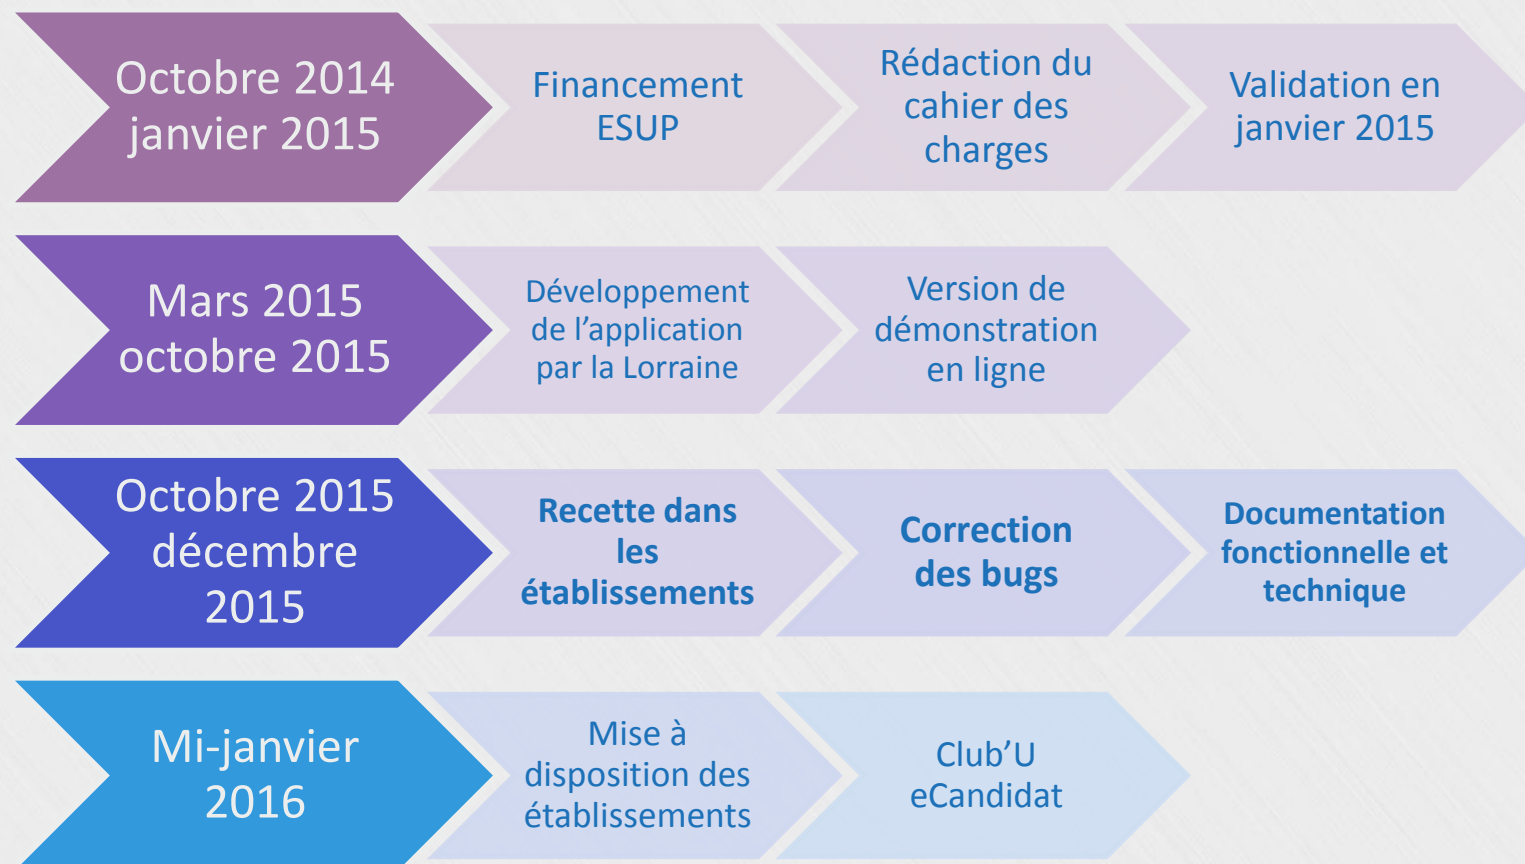 Octobre 2014
janvier 2015
Financement
ESUP
Rédaction du
cahier des
charges
Validation en
janvier 2015
Mars 2015
octobre 2015
Développement
de l’application
par la Lorraine
Version de
démonstration
en ligne
Octobre 2015
décembre
2015
Recette dans
les
établissements
Correction
des bugs
Documentation
fonctionnelle et
technique
Mi-janvier
2016
Mise à
disposition des
établissements
Club’U
eCandidat